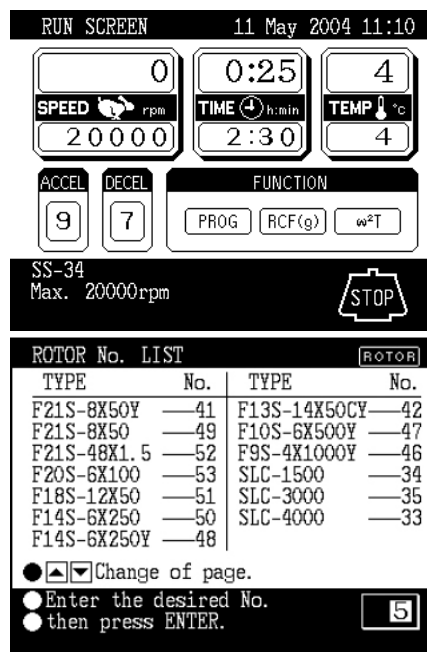 RUN SCREEN 11 May 2004 11:10
0 0:25 4
SPEED rpm TIME h:min TEMP °C
20000 2:30 4
ACCEL DECEL FUNCTION
9 7 PROG RCF(g) ω²T
SS-34
Max. 20000rpm
STOP
ROTOR No. LIST ROTOR
TYPE No. TYPE No.
F21S-8X50Y —41 F13S-14X50CY—42
F21S-8X50 —49 F10S-6X500Y —47
F21S-48X1.5 —52 F9S-4X1000Y —46
F20S-6X100 —53 SLC-1500 —34
F18S-12X50 —51 SLC-3000 —35
F14S-6X250 —50 SLC-4000 —33
F14S-6X250Y —48
●▲▼Change of page.
Enter the desired No.
then press ENTER.
5